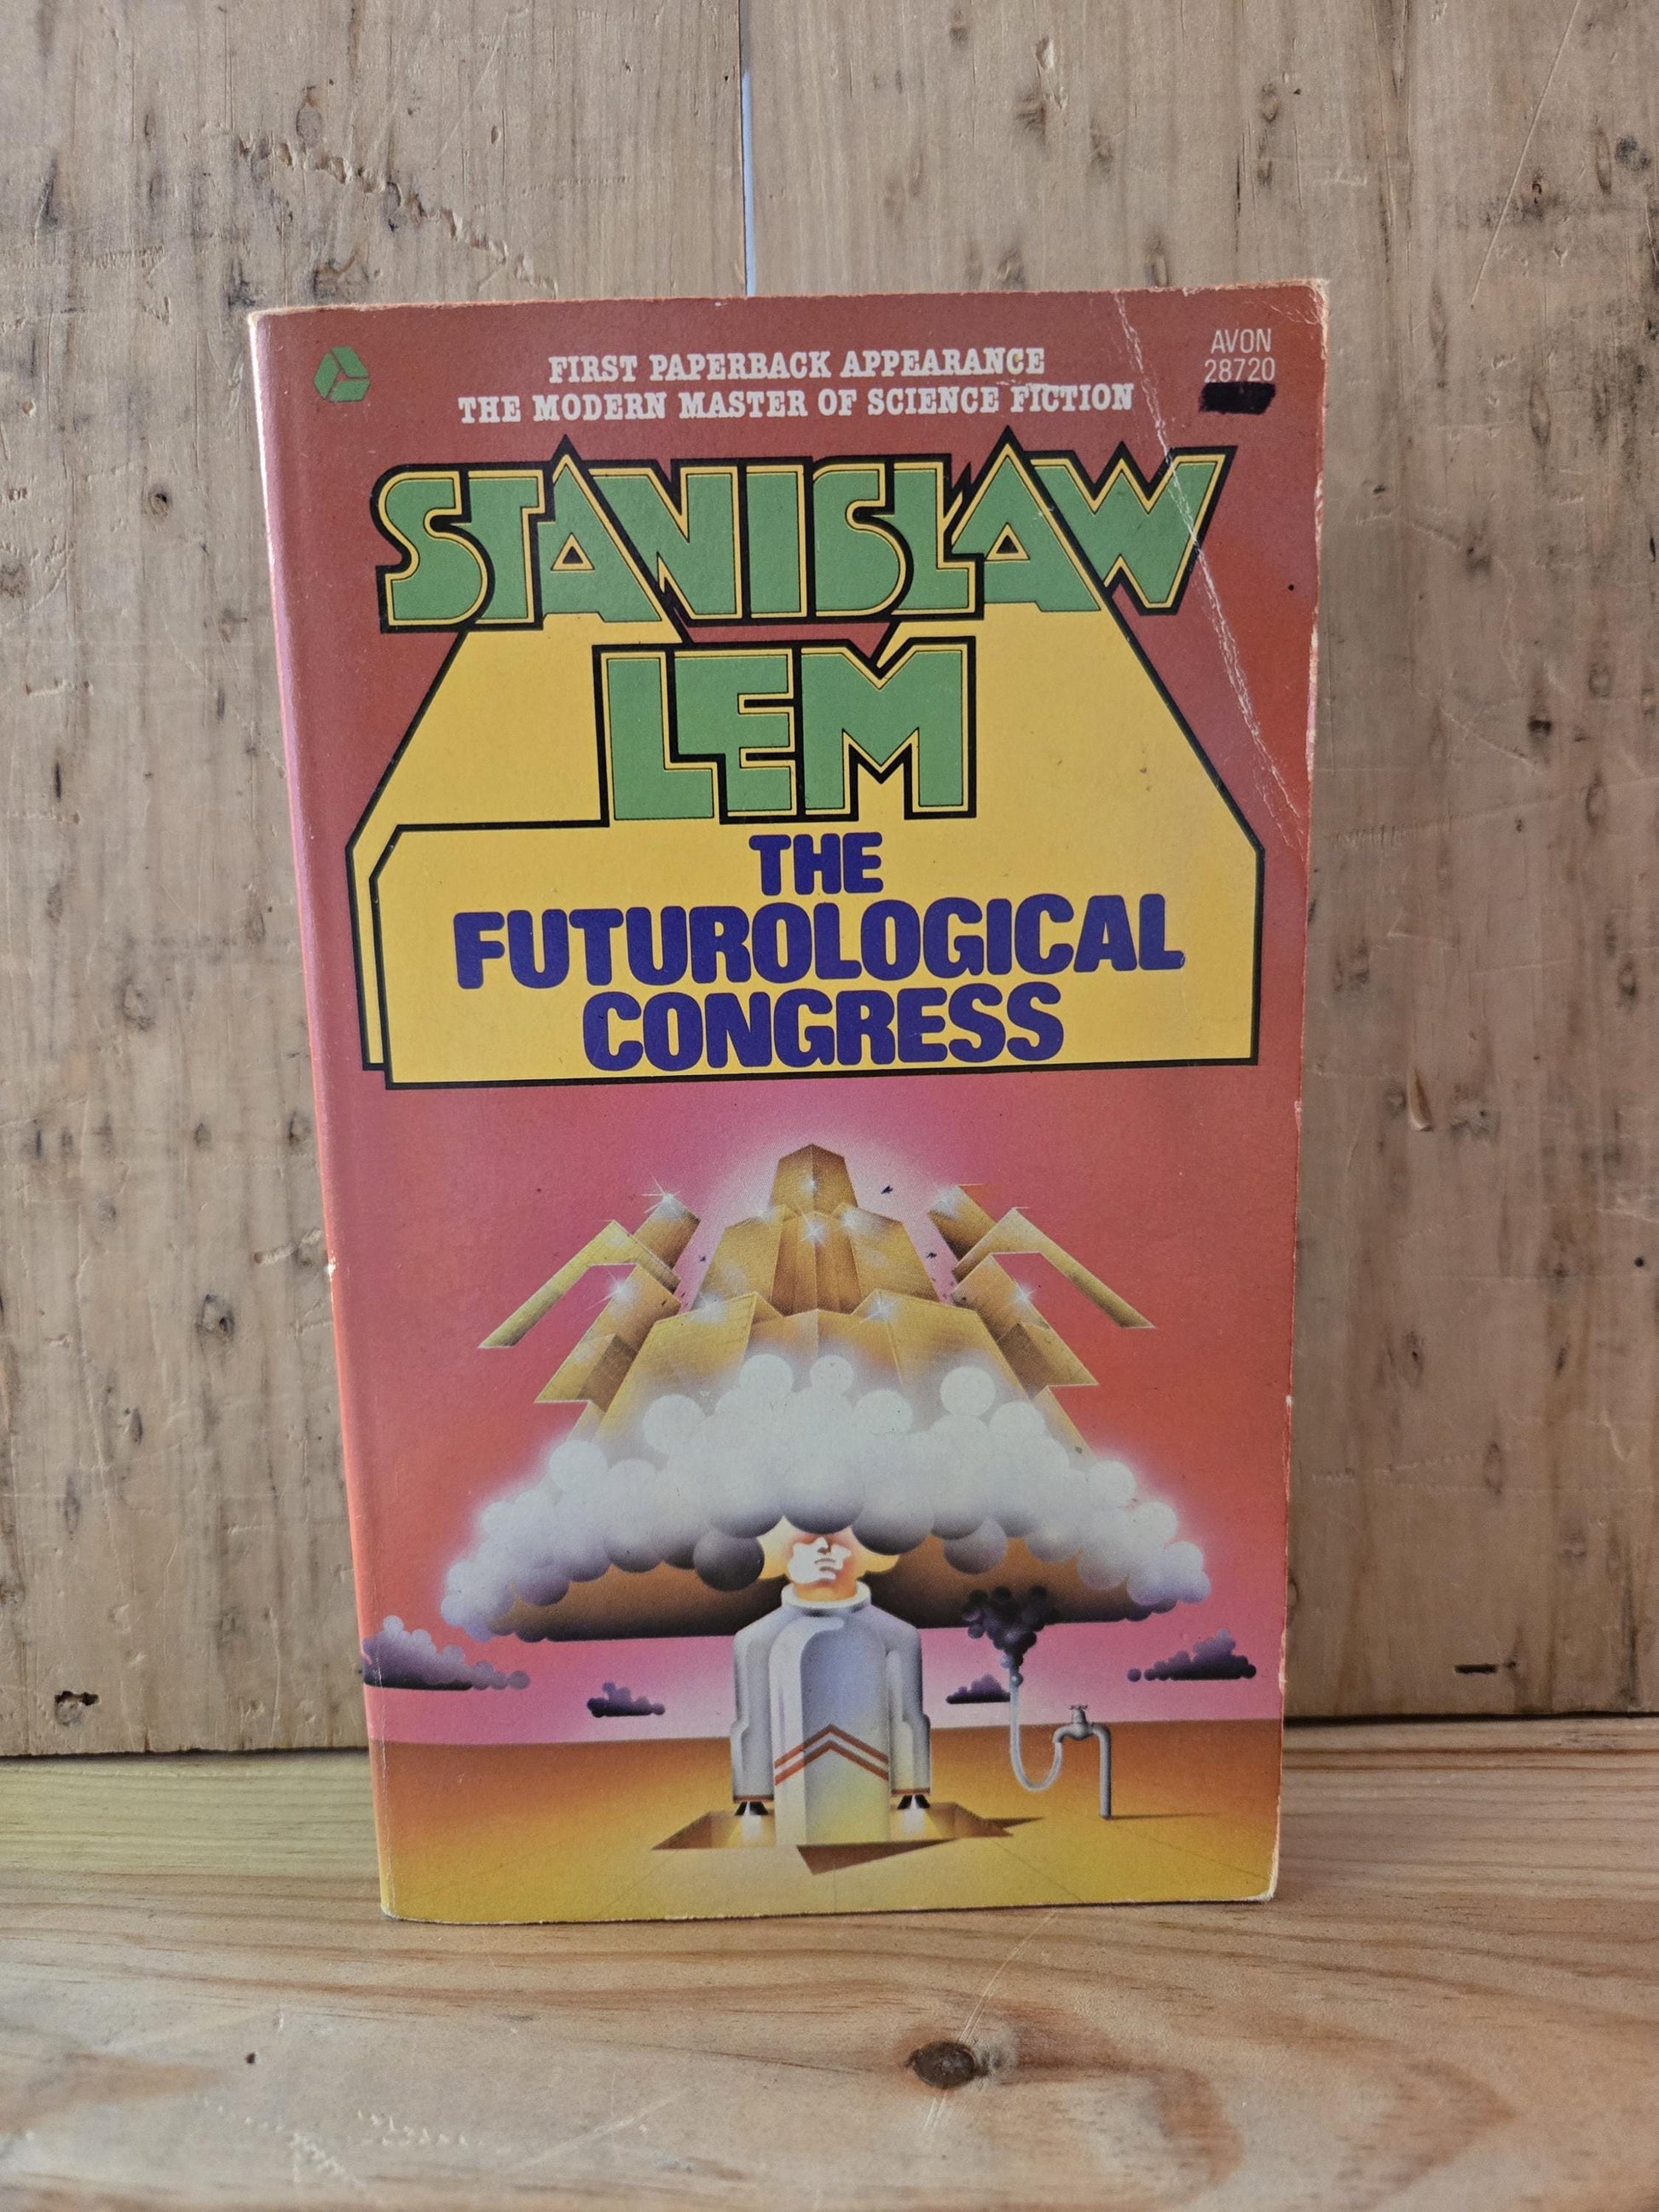 FIRST PAPERBACK APPEARANCE
THE MODERN MASTER OF SCIENCE FICTION
AVON
28720
STANISLAW
LEM
THE
FUTUROLOGICAL
CONGRESS